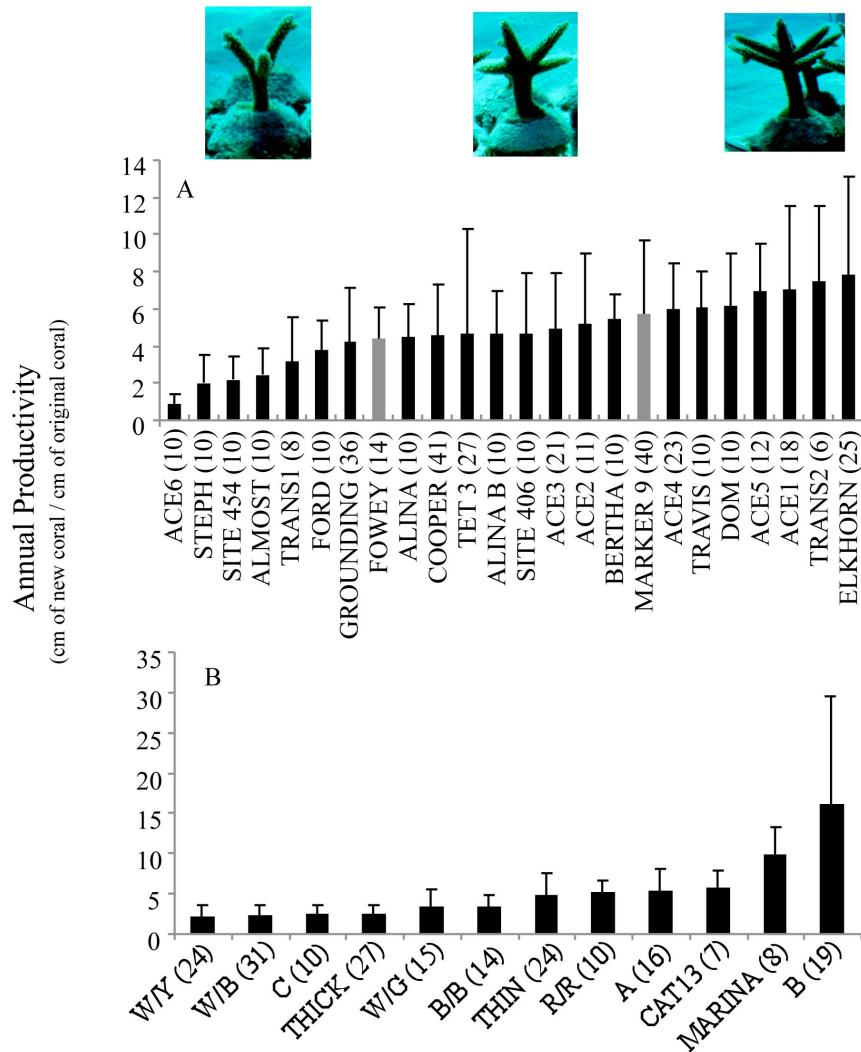 14
A
12
10
8
6
4
2
0
ACE6 (10)
STEPH (10)
SITE 454 (10)
ALMOST (10)
TRANS1 (8)
FORD (10)
GROUNDING (36)
FOWEY (14)
ALINA (10)
COOPER (41)
TET 3 (27)
ALINA B (10)
SITE 406 (10)
ACE3 (21)
ACE2 (11)
BERTHA (10)
MARKER 9 (40)
ACE4 (23)
TRAVIS (10)
DOM (10)
ACE5 (12)
ACE1 (18)
TRANS2 (16)
ELKHORN (25)
Annual Productivity
(cm of new coral / cm of original coral)
35
B
30
25
20
15
10
5
0
W/Y (24)
W/B (31)
C (10)
THICK (27)
W/G (15)
B/B (14)
THIN (24)
R/R (10)
A (16)
CAT13 (7)
MARINA (8)
B (19)